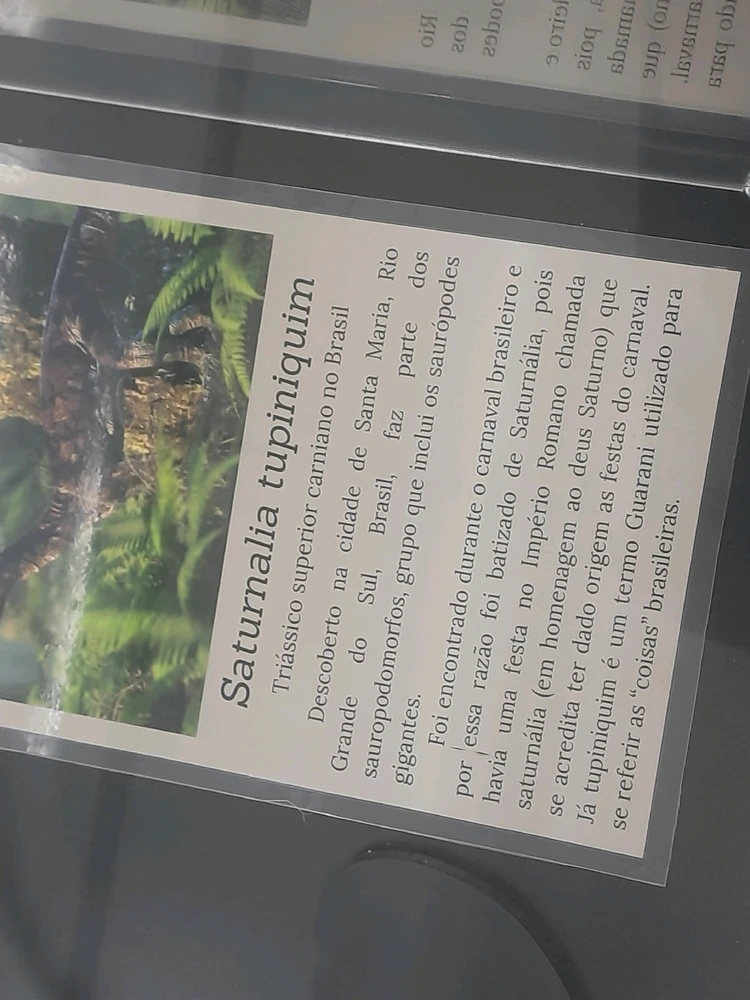 Saturnalia tupiniquim
Triássico superior carniano no Brasil
Descoberto na cidade de Santa Maria, Rio
Grande do Sul, Brasil, faz parte dos
sauropodomorfos, grupo que inclui os saurópodes
gigantes.
Foi encontrado durante o carnaval brasileiro e
por essa razão foi batizado de Saturnália, pois
havia uma festa no Império Romano chamada
saturnália (em homenagem ao deus Saturno) que
se acredita ter dado origem as festas do carnaval.
Já tupiniquim é um termo Guarani utilizado para
se referir as “coisas” brasileiras.